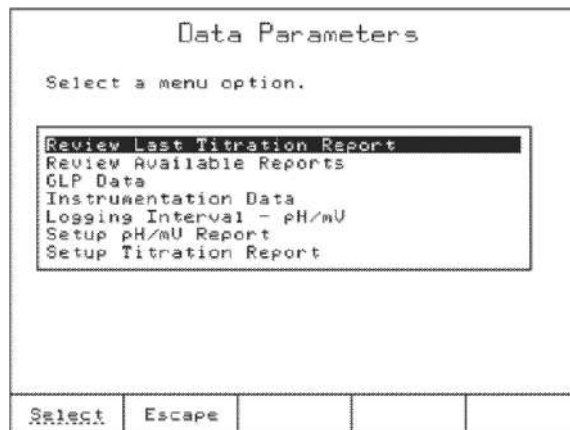 Data Parameters
Select a menu option.
Review Last Titration Report
Review Available Reports
GLP Data
Instrumentation Data
Logging Interval - pH/mV
Setup pH/mV Report
Setup Titration Report
Select Escape